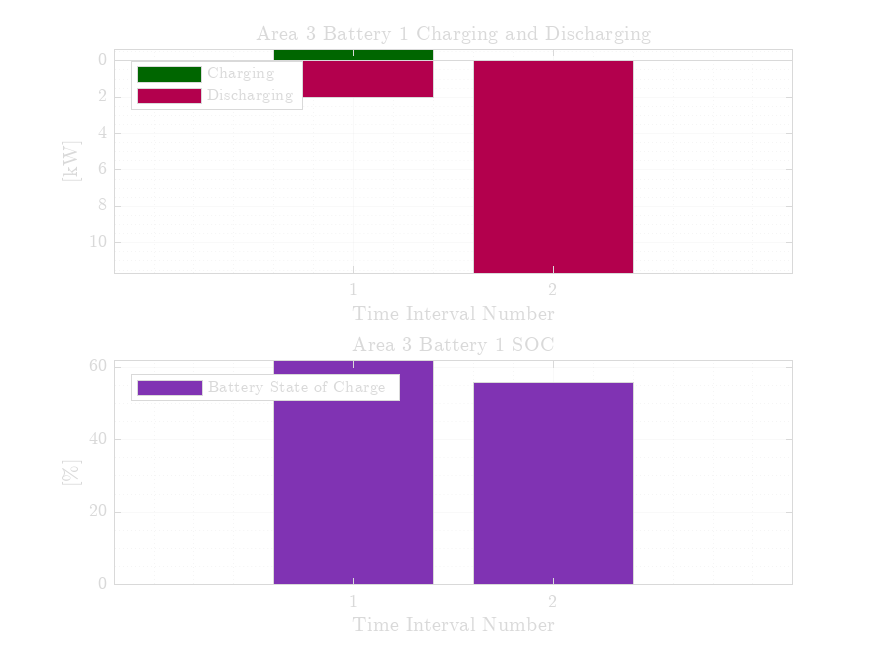 Area 3 Battery 1 Charging and Discharging
0
2
4
6
8
10
[kW]
Charging
Discharging
1 2
Time Interval Number
Area 3 Battery 1 SOC
60
40
20
0
[%]
Battery State of Charge
1 2
Time Interval Number